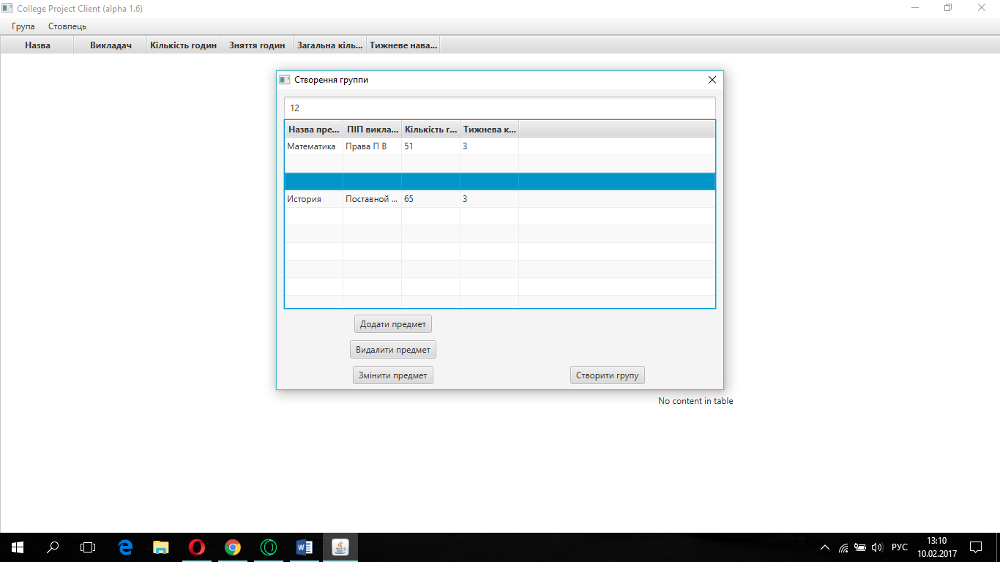 College Project Client (alpha 1.6)
Група Стовпець
Назва Викладач Кількість годин Зняття годин Загальна кіль... Тижневе нава...
Створення группи
12
Назва пре... ПІП викла... Кількість г... Тижнева к...
Математика Права П В 51 3
История Поставной ... 65 3
Додати предмет
Видалити предмет
Змінити предмет Створити групу
No content in table
РУС 13:10
10.02.2017